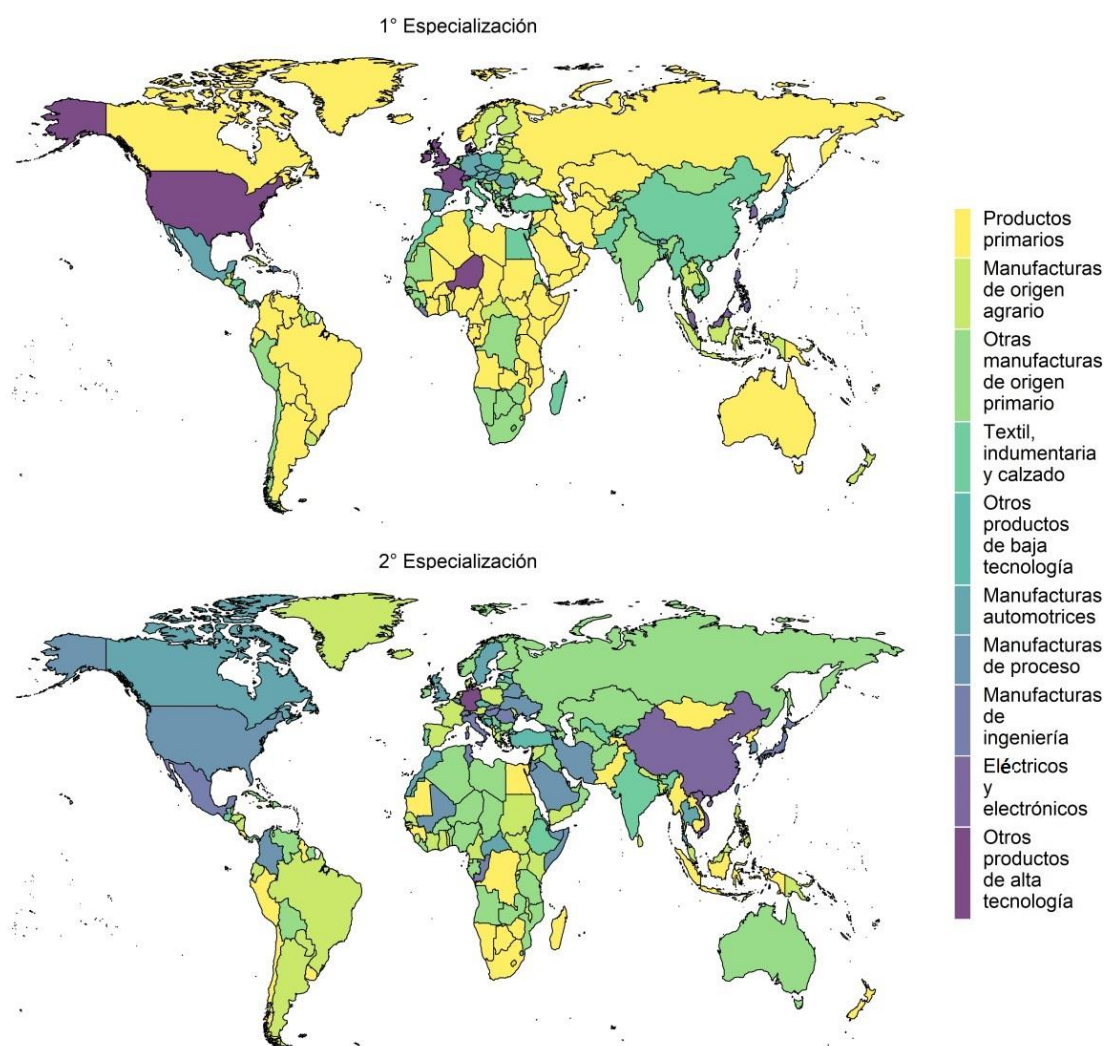 1° Especialización
Productos
primarios
Manufacturas
de origen
agrario
Otras
manufacturas
de origen
primario
Textil,
indumentaria
y calzado
Otros
productos
de baja
tecnología
Manufacturas
automotrices
Manufacturas
de proceso
Manufacturas
de
ingeniería
Eléctricos
y
electrónicos
Otros
productos
de alta
tecnología
2° Especialización